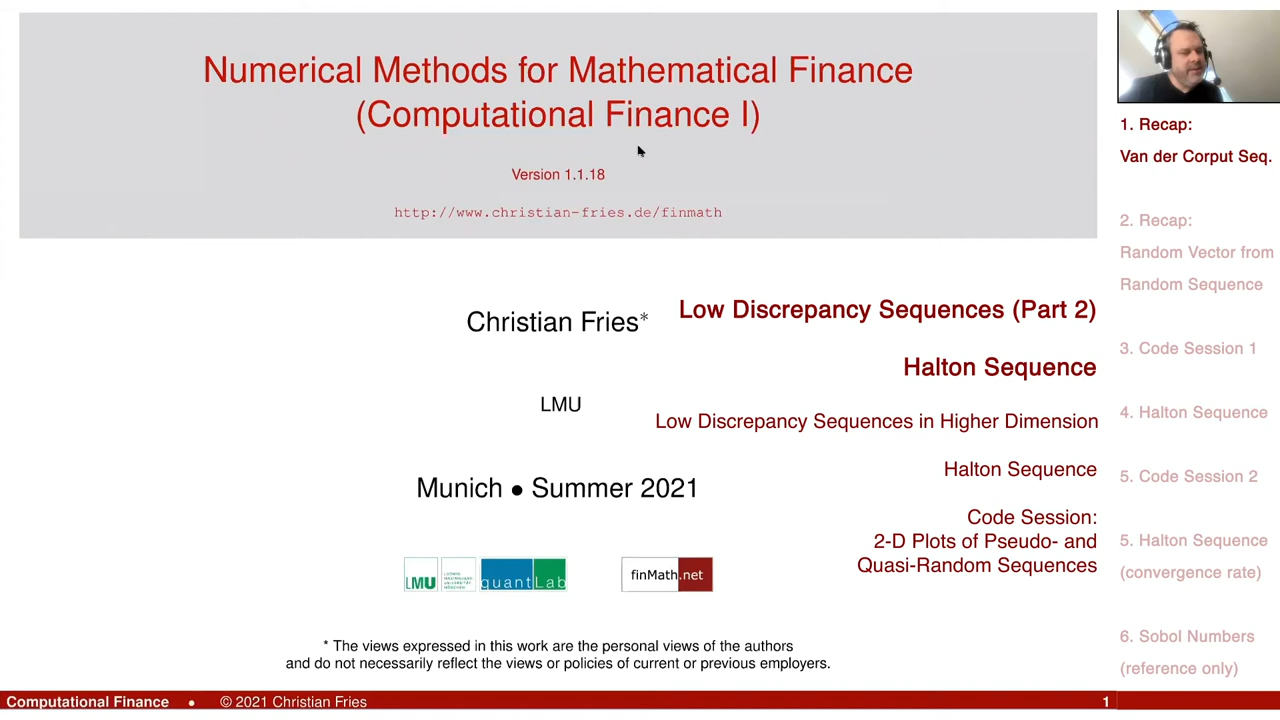 Numerical Methods for Mathematical Finance
(Computational Finance I)
Version 1.1.18
http://www.christian-fries.de/finmath
Christian Fries*
LMU
Munich • Summer 2021
Low Discrepancy Sequences (Part 2)
Halton Sequence
Low Discrepancy Sequences in Higher Dimension
Halton Sequence
Code Session:
2-D Plots of Pseudo- and
Quasi-Random Sequences
LMU
quantLab
finMath.net
* The views expressed in this work are the personal views of the authors
and do not necessarily reflect the views or policies of current or previous employers.
1. Recap:
Van der Corput Seq.
2. Recap:
Random Vector from
Random Sequence
3. Code Session 1
4. Halton Sequence
5. Code Session 2
5. Halton Sequence
(convergence rate)
6. Sobol Numbers
(reference only)
Computational Finance • © 2021 Christian Fries 1